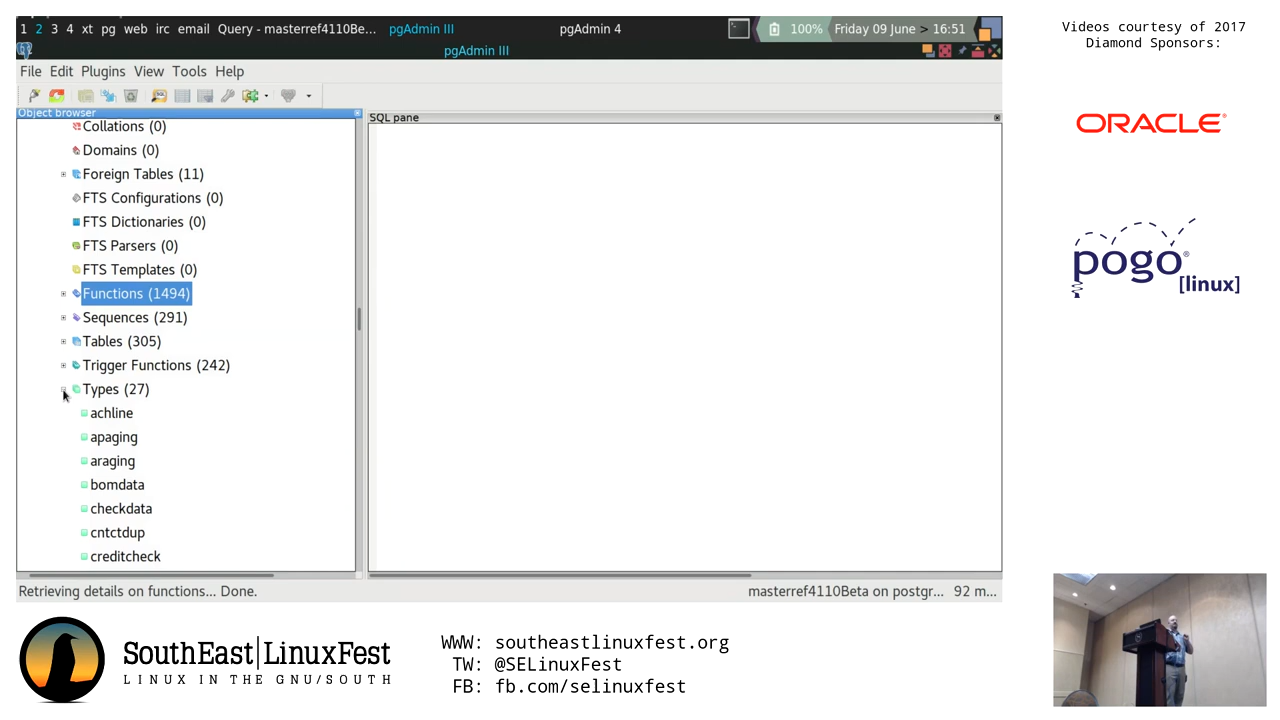 1 2 3 4 xt pg web irc email Query - masterref4110Be... pgAdmin III pgAdmin 4 100% Friday 09 June > 16:51
pgAdmin III
File Edit Plugins View Tools Help
Object browser
SQL pane
Collations (0)
Domains (0)
Foreign Tables (11)
FTS Configurations (0)
FTS Dictionaries (0)
FTS Parsers (0)
FTS Templates (0)
Functions (1494)
Sequences (291)
Tables (305)
Trigger Functions (242)
Types (27)
achline
apaging
araging
bomdata
checkdata
cntctdup
creditcheck
Retrieving details on functions... Done.
masterref4110Beta on postgr... 92 m...
Videos courtesy of 2017
Diamond Sponsors:
ORACLE®
pogo®
[linux]
SouthEast|LinuxFest
LINUX IN THE GNU/SOUTH
WWW: southeastlinuxfest.org
TW: @SELinuxFest
FB: fb.com/selinuxfest